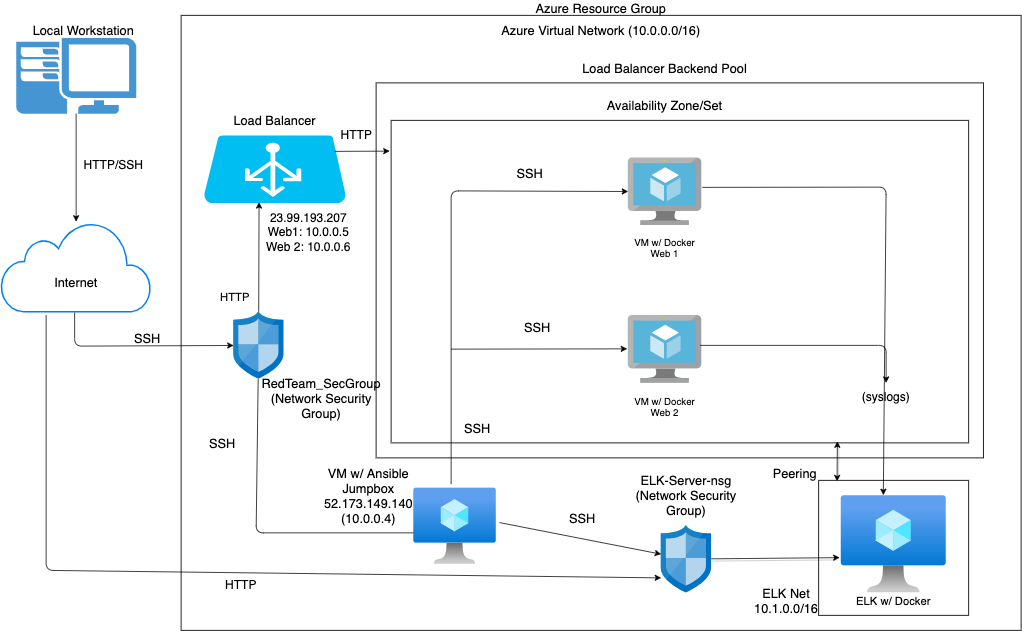 Azure Resource Group
Azure Virtual Network (10.0.0.0/16)
Local Workstation
Load Balancer Backend Pool
Availability Zone/Set
Load Balancer
HTTP
HTTP/SSH
SSH
23.99.193.207
Web1: 10.0.0.5
Web 2: 10.0.0.6
VM w/ Docker
Web 1
Internet
HTTP
SSH
SSH
RedTeam_SecGroup
(Network Security
Group)
VM w/ Docker
Web 2
(syslogs)
SSH
SSH
VM w/ Ansible
Jumpbox
52.173.149.140
(10.0.0.4)
Peering
ELK-Server-nsg
(Network Security
Group)
SSH
HTTP
ELK Net
10.1.0.0/16
ELK w/ Docker